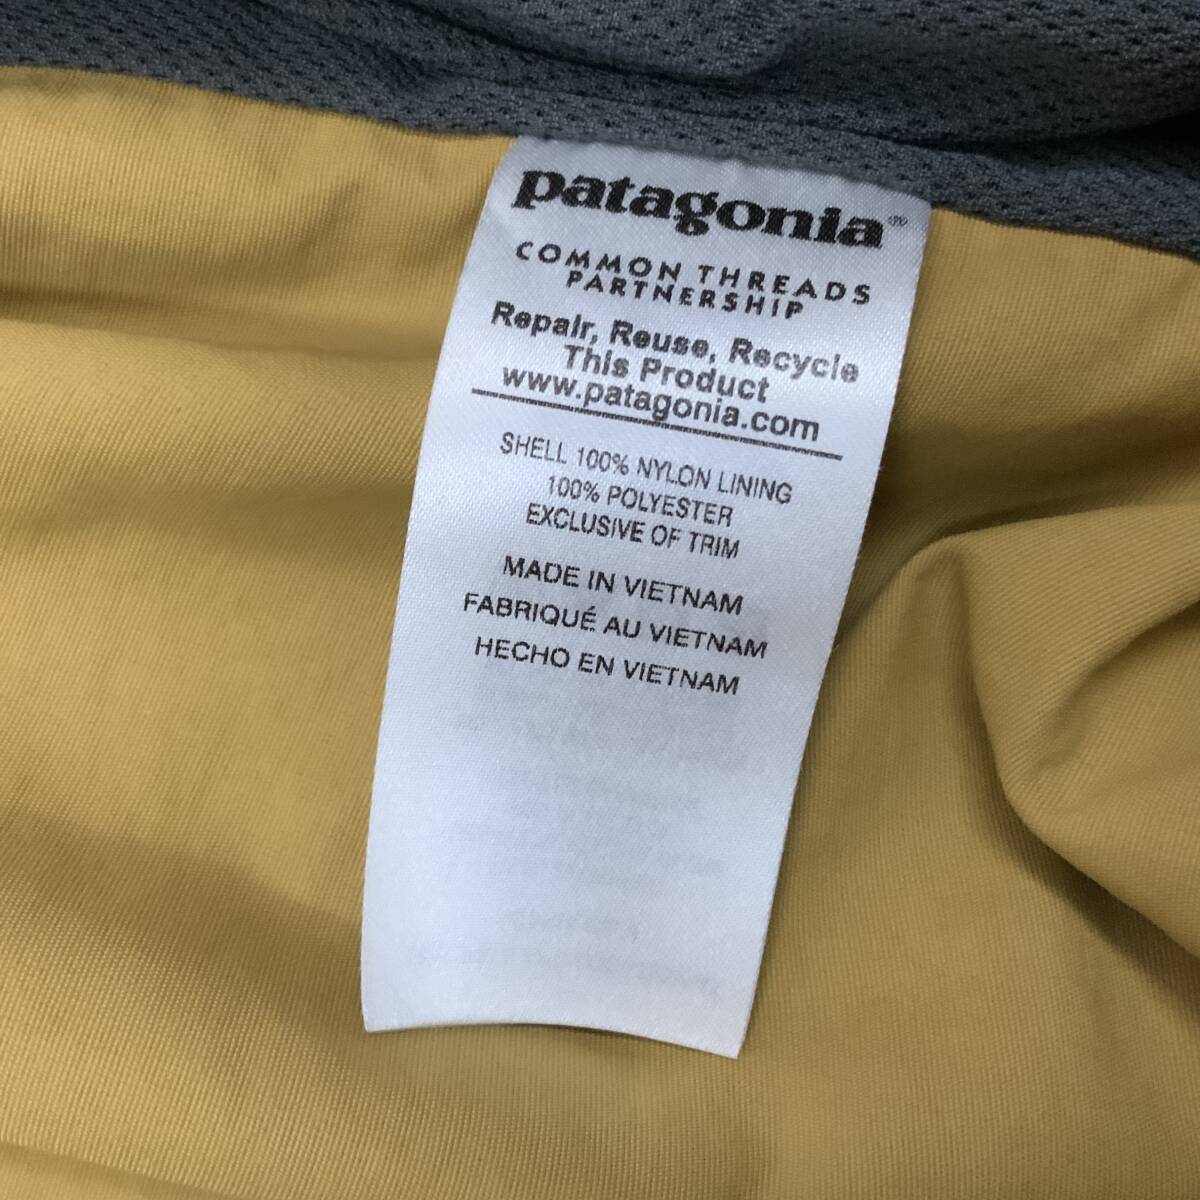 patagonia®
COMMON THREADS
PARTNERSHIP
Repair, Reuse, Recycle
This Product
www.patagonia.com
SHELL 100% NYLON LINING
100% POLYESTER
EXCLUSIVE OF TRIM
MADE IN VIETNAM
FABRIQUÉ AU VIETNAM
HECHO EN VIETNAM